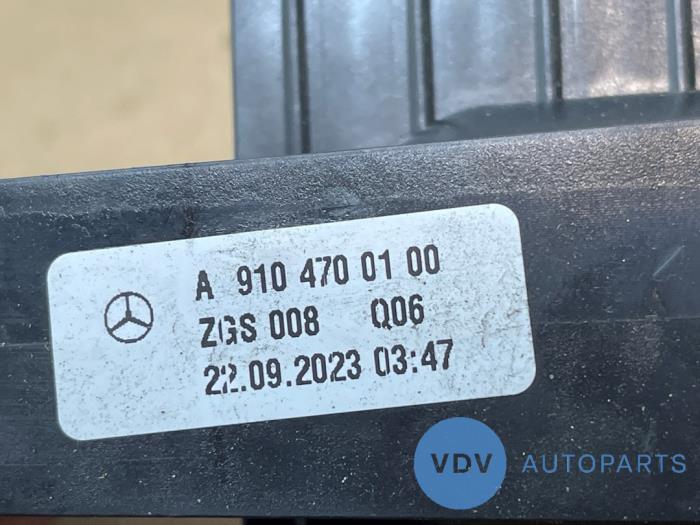 A 910 470 01 00
ZGS 008 Q06
22.09.2023 03:47
VDV AUTOPARTS